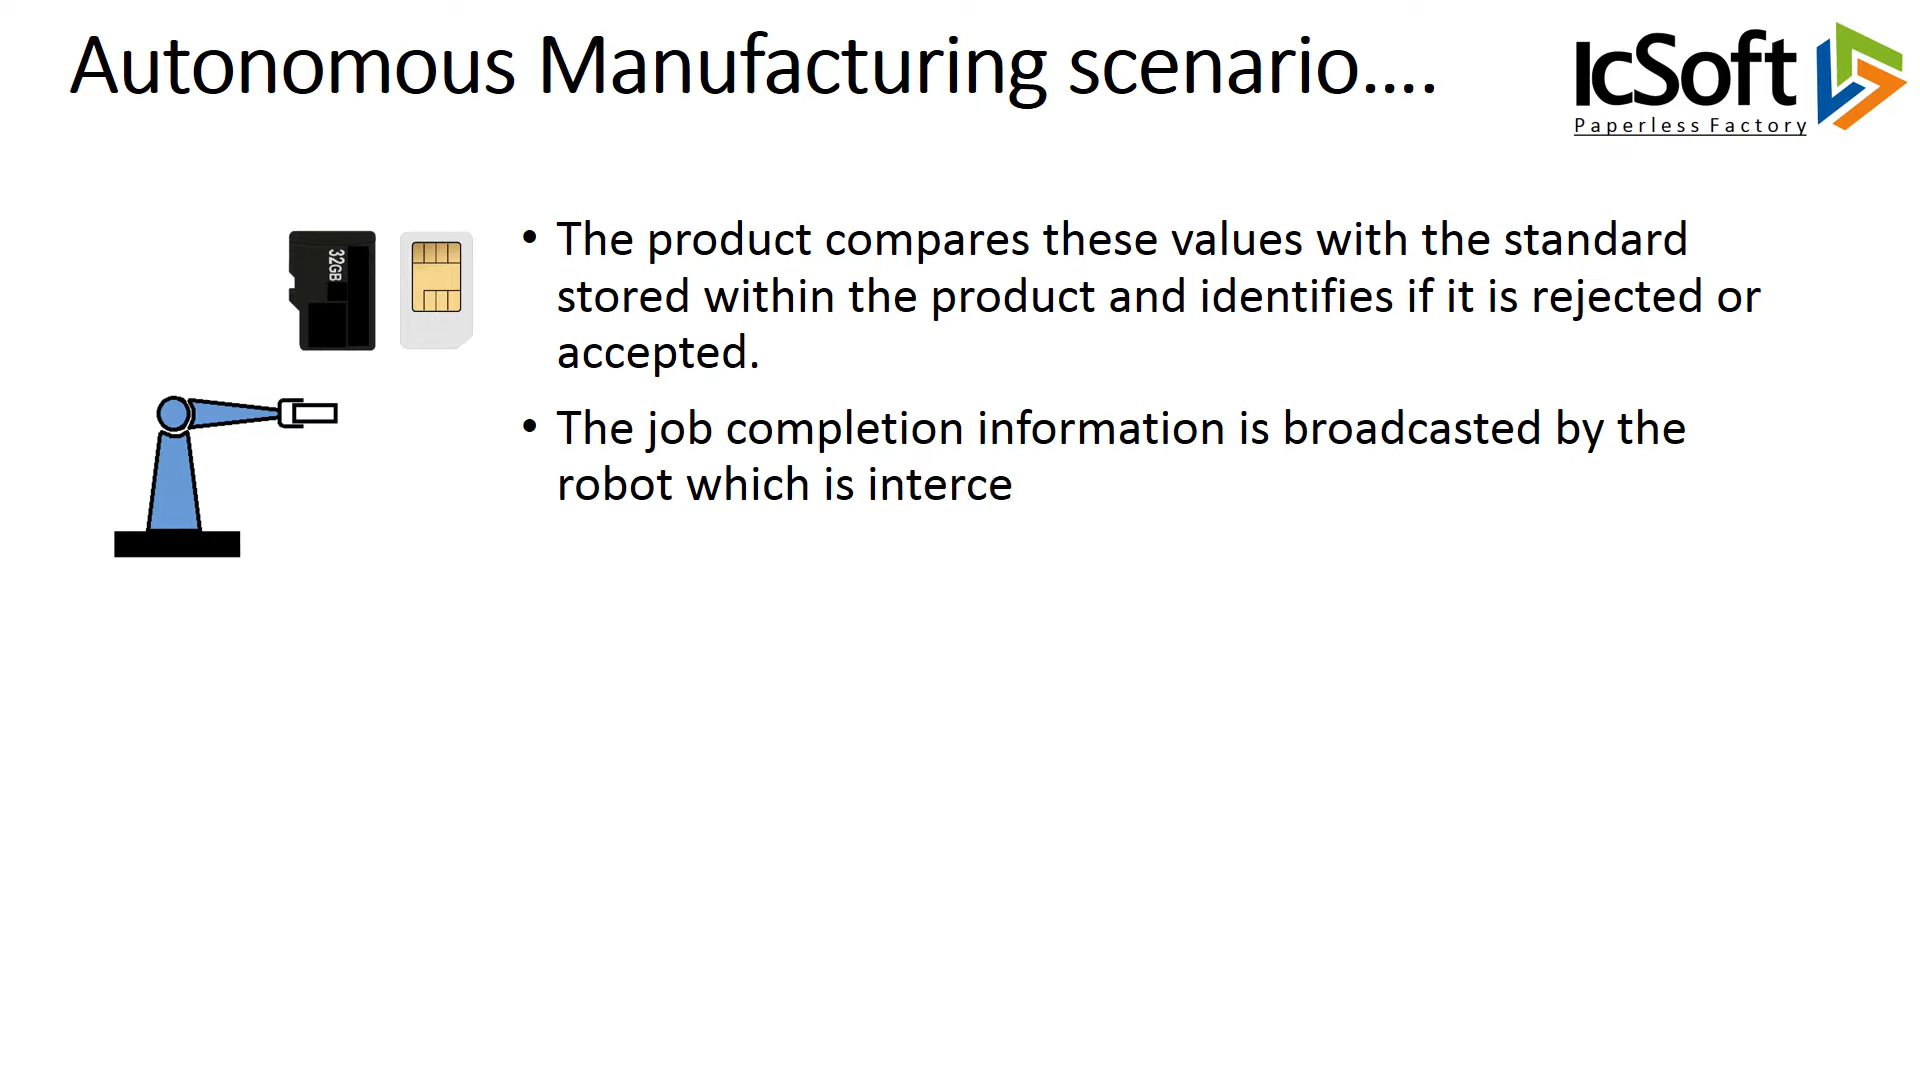 Autonomous Manufacturing scenario....
IcSoft
Paperless Factory
32GB
• The product compares these values with the standard
stored within the product and identifies if it is rejected or
accepted.
• The job completion information is broadcasted by the
robot which is interce